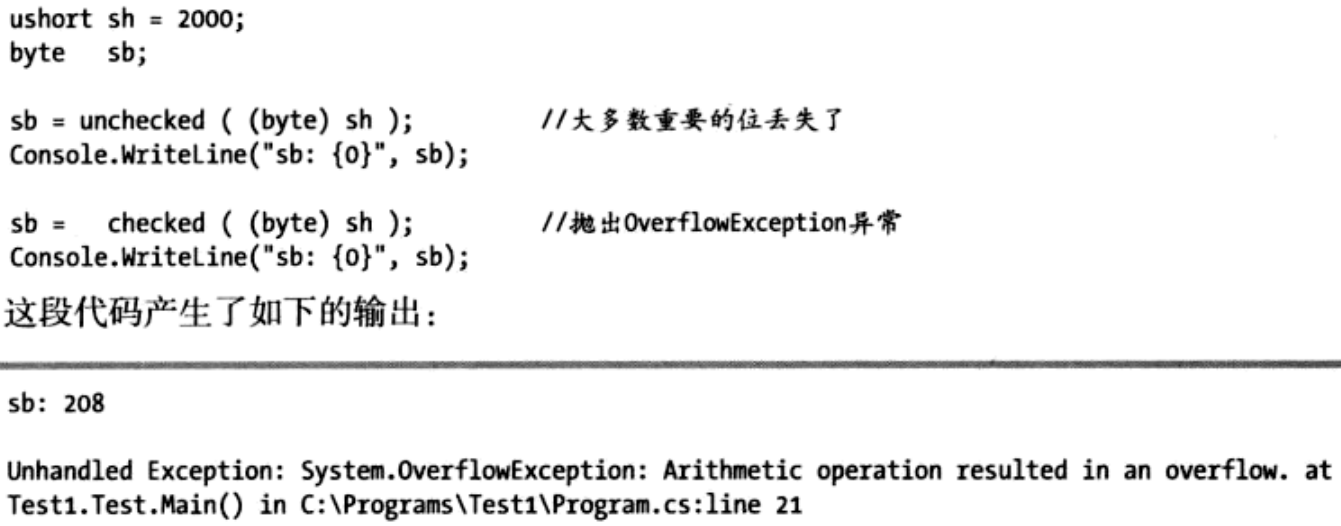 ushort sh = 2000;
byte   sb;
sb = unchecked ( (byte) sh );          //大多数重要的位丢失了
Console.WriteLine("sb: {0}", sb);
sb =   checked ( (byte) sh );          //抛出OverflowException异常
Console.WriteLine("sb: {0}", sb);
这段代码产生了如下的输出：
sb: 208
Unhandled Exception: System.OverflowException: Arithmetic operation resulted in an overflow. at
Test1.Test.Main() in C:\Programs\Test1\Program.cs:line 21